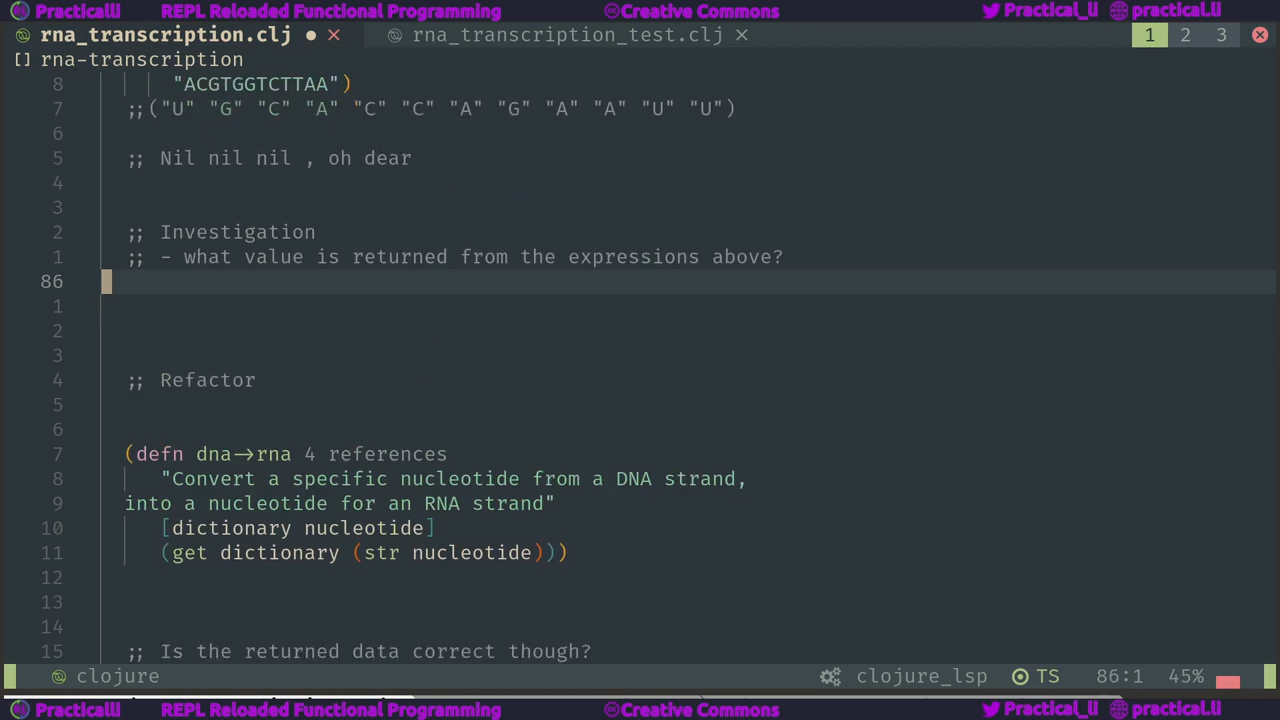 Practicalli REPL Reloaded Functional Programming Creative Commons Practical_li practical.li
rna_transcription.clj rna_transcription_test.clj 1 2 3
[] rna-transcription
8 "ACGTGGTCTTAA")
7 ;;("U" "G" "C" "A" "C" "C" "A" "G" "A" "A" "U" "U")
6
5 ;; Nil nil nil , oh dear
4
3
2 ;; Investigation
1 ;; - what value is returned from the expressions above?
86
1
2
3
4 ;; Refactor
5
6
7 (defn dna->rna 4 references
8 "Convert a specific nucleotide from a DNA strand,
9 into a nucleotide for an RNA strand"
10 [dictionary nucleotide]
11 (get dictionary (str nucleotide)))
12
13
14
15 ;; Is the returned data correct though?
clojure clojure_lsp TS 86:1 45%
Practicalli REPL Reloaded Functional Programming Creative Commons Practical_li practical.li